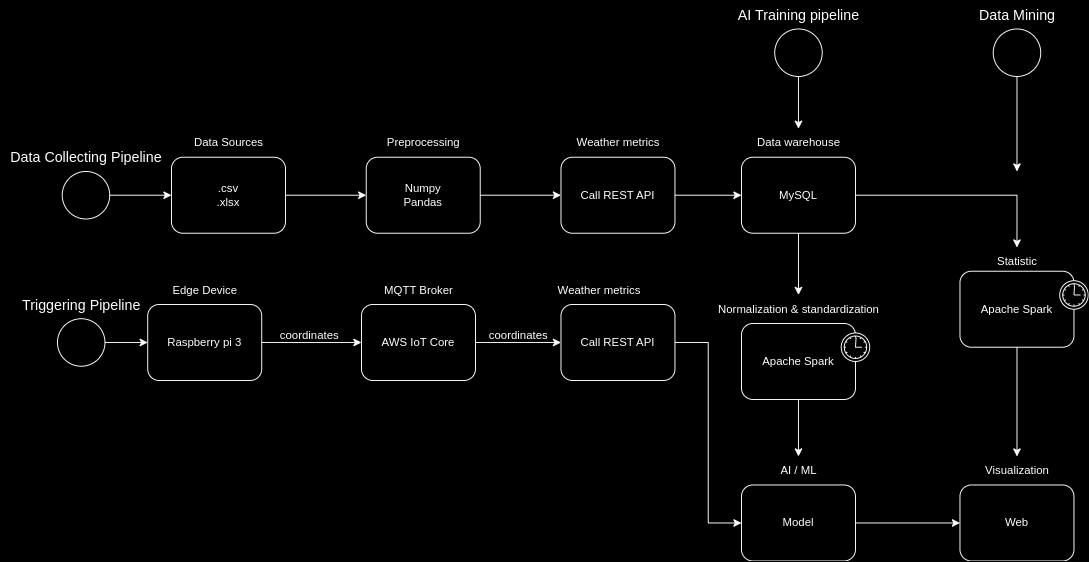 AI Training pipeline
Data Mining
Data Collecting Pipeline
Data Sources
.csv
.xlsx
Preprocessing
Numpy
Pandas
Weather metrics
Call REST API
Data warehouse
MySQL
Statistic
Apache Spark
Triggering Pipeline
Edge Device
Raspberry pi 3
coordinates
MQTT Broker
AWS IoT Core
coordinates
Weather metrics
Call REST API
Normalization & standardization
Apache Spark
AI / ML
Model
Visualization
Web